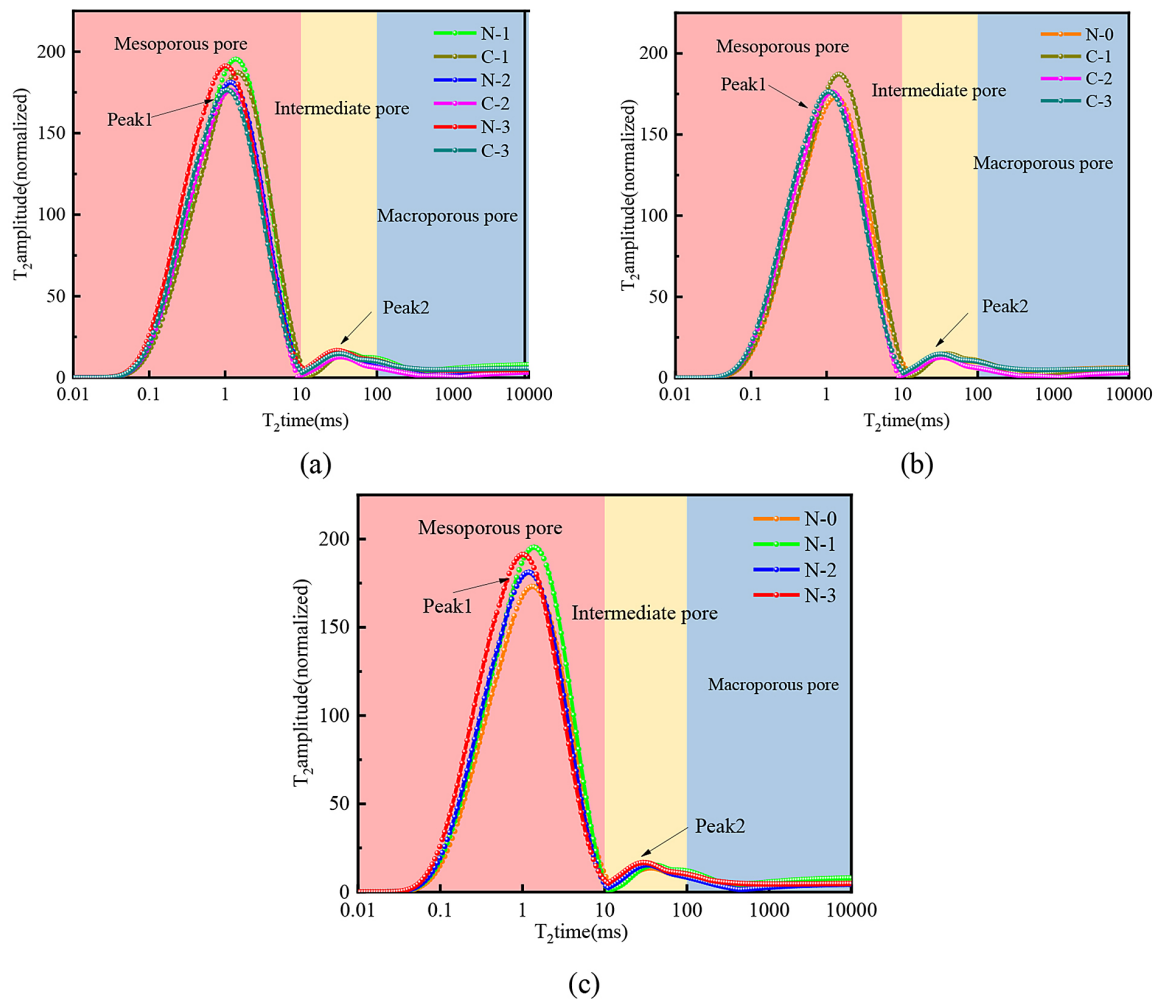 Mesoporous pore
Peak1
Intermediate pore
Macroporous pore
Peak2
N-1
C-1
N-2
C-2
N-3
C-3
T2amplitude(normalized)
200
150
100
50
0
0.01 0.1 1 10 100 1000 10000
T2time(ms)
(a)
Mesoporous pore
Peak1
Intermediate pore
Macroporous pore
Peak2
N-0
C-1
C-2
C-3
T2amplitude(normalized)
200
150
100
50
0
0.01 0.1 1 10 100 1000 10000
T2time(ms)
(b)
Mesoporous pore
Peak1
Intermediate pore
Macroporous pore
Peak2
N-0
N-1
N-2
N-3
T2amplitude(normalized)
200
150
100
50
0
0.01 0.1 1 10 100 1000 10000
T2time(ms)
(c)